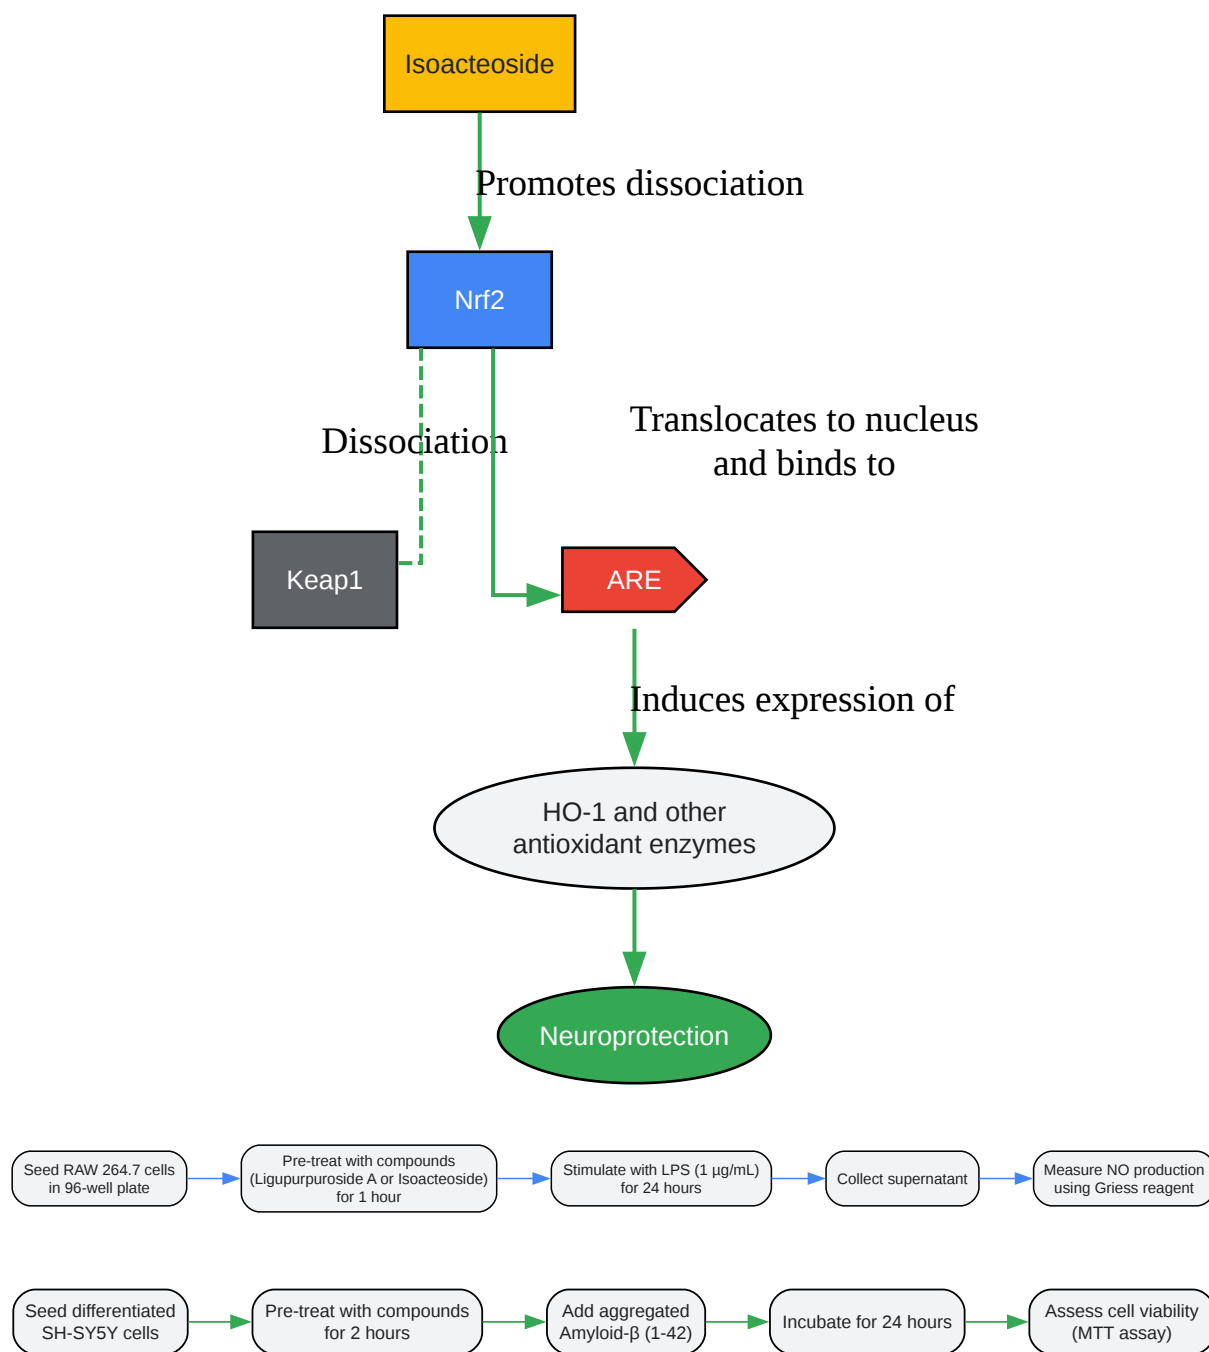 Isoacteoside
Promotes dissociation
Nrf2
Dissociation
Translocates to nucleus
and binds to
Keap1
ARE
Induces expression of
HO-1 and other
antioxidant enzymes
Neuroprotection
Seed RAW 264.7 cells
in 96-well plate
Pre-treat with compounds
(Ligupurpuroside A or Isoacteoside)
for 1 hour
Stimulate with LPS (1 µg/mL)
for 24 hours
Collect supernatant
Measure NO production
using Griess reagent
Seed differentiated
SH-SY5Y cells
Pre-treat with compounds
for 2 hours
Add aggregated
Amyloid-β (1-42)
Incubate for 24 hours
Assess cell viability
(MTT assay)